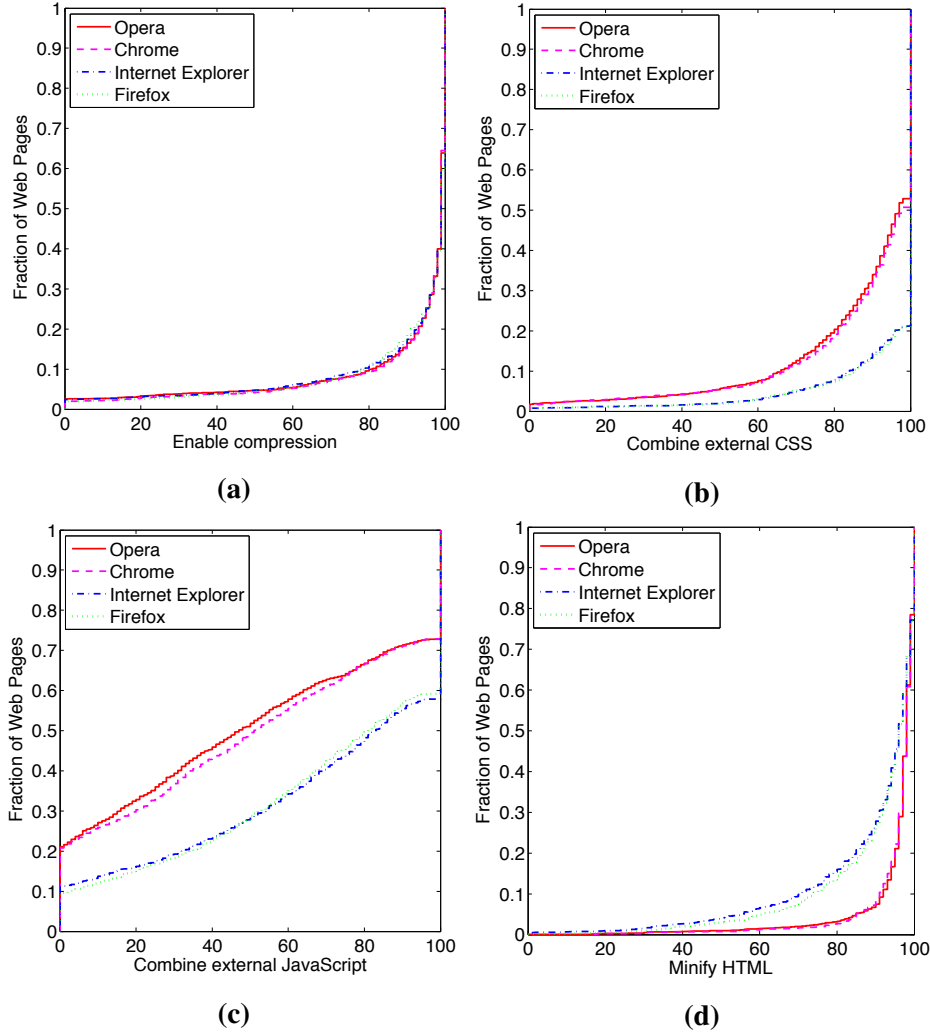 1
0.9
0.8
0.7
0.6
0.5
0.4
0.3
0.2
0.1
0
Fraction of Web Pages
Opera
Chrome
Internet Explorer
Firefox
0 20 40 60 80 100
Enable compression
(a)
1
0.9
0.8
0.7
0.6
0.5
0.4
0.3
0.2
0.1
0
Fraction of Web Pages
Opera
Chrome
Internet Explorer
Firefox
0 20 40 60 80 100
Combine external CSS
(b)
1
0.9
0.8
0.7
0.6
0.5
0.4
0.3
0.2
0.1
0
Fraction of Web Pages
Opera
Chrome
Internet Explorer
Firefox
0 20 40 60 80 100
Combine external JavaScript
(c)
1
0.9
0.8
0.7
0.6
0.5
0.4
0.3
0.2
0.1
0
Fraction of Web Pages
Opera
Chrome
Internet Explorer
Firefox
0 20 40 60 80 100
Minify HTML
(d)